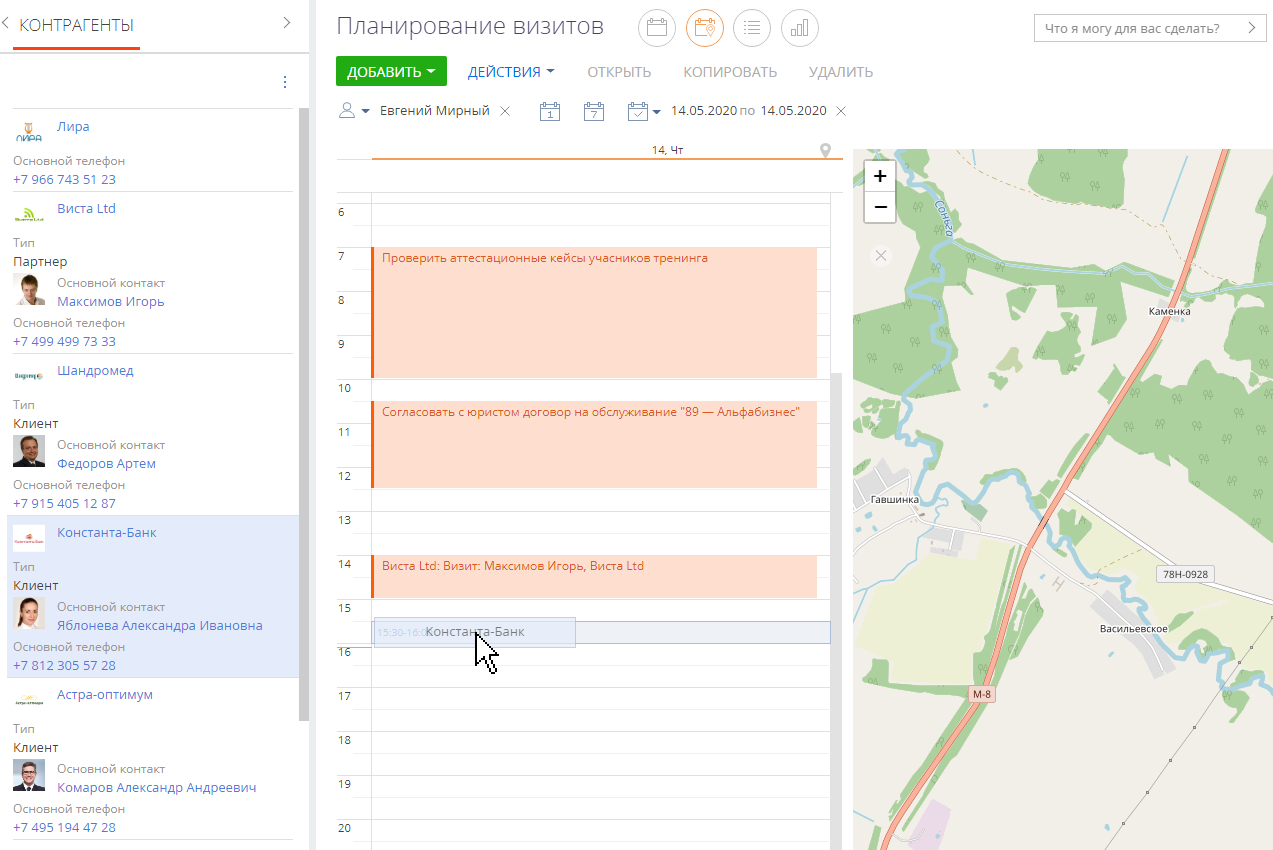 КОНТРАГЕНТЫ
Лира
Основной телефон
+7 966 743 51 23
Виста Ltd
Тип
Партнер
Основной контакт
Максимов Игорь
Основной телефон
+7 499 499 73 33
Шандромед
Тип
Клиент
Основной контакт
Федоров Артем
Основной телефон
+7 915 405 12 87
Константа-Банк
Тип
Клиент
Основной контакт
Яблонева Александра Ивановна
Основной телефон
+7 812 305 57 28
Астра-оптимум
Тип
Клиент
Основной контакт
Комаров Александр Андреевич
Основной телефон
+7 495 194 47 28
Планирование визитов
Что я могу для вас сделать?
ДОБАВИТЬ ДЕЙСТВИЯ ОТКРЫТЬ КОПИРОВАТЬ УДАЛИТЬ
Евгений Мирный 1 7 14.05.2020 по 14.05.2020
14, Чт
6
7 Проверить аттестационные кейсы учасников тренинга
8
9
10
Согласовать с юристом договор на обслуживание "89 — Альфабизнес"
11
12
13
14 Виста Ltd: Визит: Максимов Игорь, Виста Ltd
15
15:30-16:0 Константа-Банк
16
17
18
19
20
+
−
Соньга
Каменка
Гавшинка
78Н-0928
Васильевское
М-8